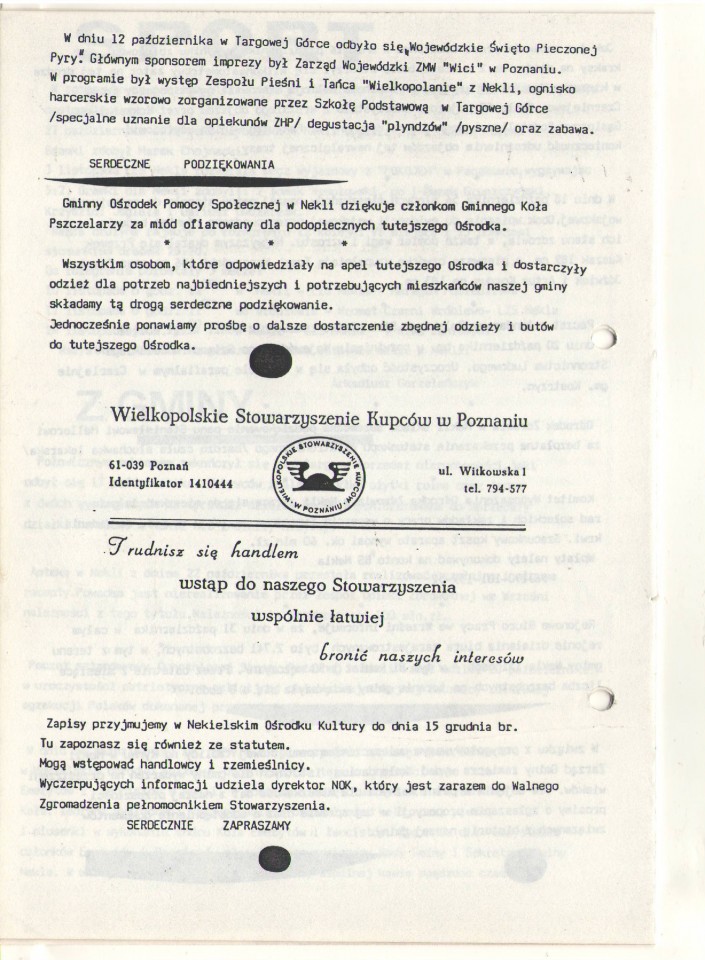 W dniu 12 października w Targowej Górce odbyło się "Wojewódzkie Święto Pieczonej
Pyry". Głównym sponsorem imprezy był Zarząd Wojewódzki ZMW "Wici" w Poznaniu.
W programie był występ Zespołu Pieśni i Tańca "Wielkopolanie" z Nekli, ognisko
harcerskie wzorowo zorganizowane przez Szkołę Podstawową w Targowej Górce
/specjalne uznanie dla opiekunów ZHP/ degustacja "plyndzów" /pyszne/ oraz zabawa.
SERDECZNE PODZIĘKOWANIA
Gminny Ośrodek Pomocy Społecznej w Nekli dziękuje członkom Gminnego Koła
Pszczelarzy za miód ofiarowany dla podopiecznych tutejszego Ośrodka.
* * *
Wszystkim osobom, które odpowiedziały na apel tutejszego Ośrodka i dostarczyły
odzież dla potrzeb najbiedniejszych i potrzebujących mieszkańców naszej gminy
składamy tą drogą serdeczne podziękowanie.
Jednocześnie ponawiamy prośbę o dalsze dostarczenie zbędnej odzieży i butów
do tutejszego Ośrodka.
Wielkopolskie Stowarzyszenie Kupców w Poznaniu
61-039 Poznań
Identyfikator 1410444
WIELKOPOLSKIE STOWARZYSZENIE KUPCÓW • W POZNANIU •
ul. Witkowska 1
tel. 794-577
Trudnisz się handlem
wstąp do naszego Stowarzyszenia
wspólnie łatwiej
bronić naszych interesów
Zapisy przyjmujemy w Nekielskim Ośrodku Kultury do dnia 15 grudnia br.
Tu zapoznasz się również ze statutem.
Mogą wstępować handlowcy i rzemieślnicy.
Wyczerpujących informacji udziela dyrektor NOK, który jest zarazem do Walnego
Zgromadzenia pełnomocnikiem Stowarzyszenia.
SERDECZNIE ZAPRASZAMY